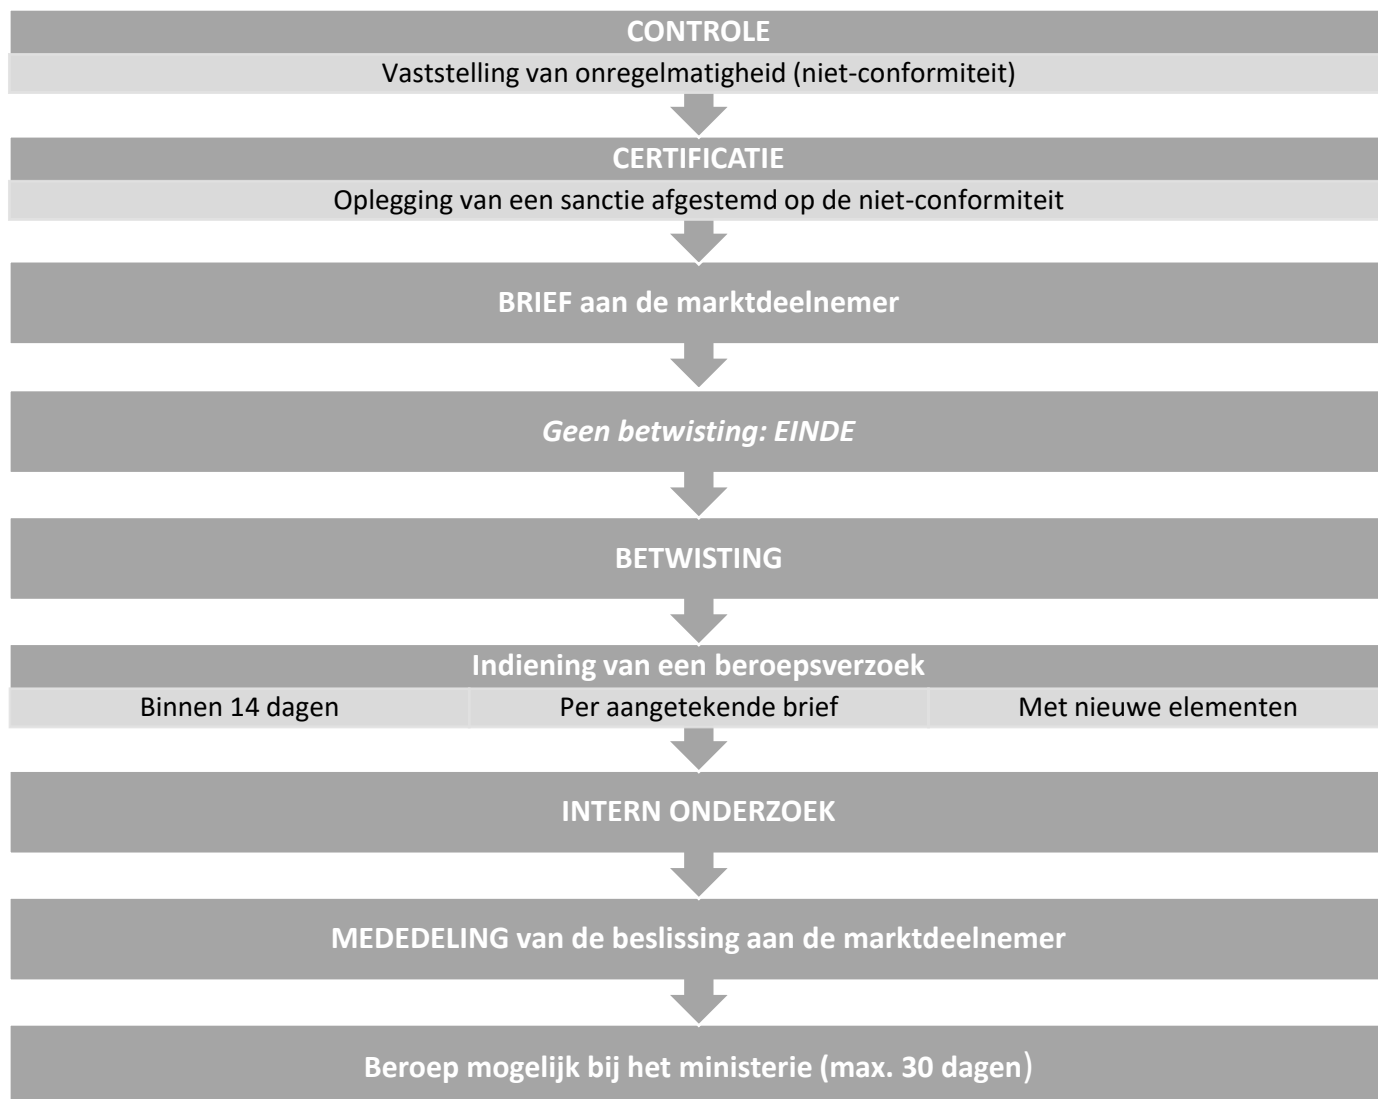 CONTROLE
Vaststelling van onregelmatigheid (niet-conformiteit)
CERTIFICATIE
Oplegging van een sanctie afgestemd op de niet-conformiteit
BRIEF aan de marktdeelnemer
Geen betwisting: EINDE
BETWISTING
Indiening van een beroepsverzoek
Binnen 14 dagen
Per aangetekende brief
Met nieuwe elementen
INTERN ONDERZOEK
MEDEDELING van de beslissing aan de marktdeelnemer
Beroep mogelijk bij het ministerie (max. 30 dagen)